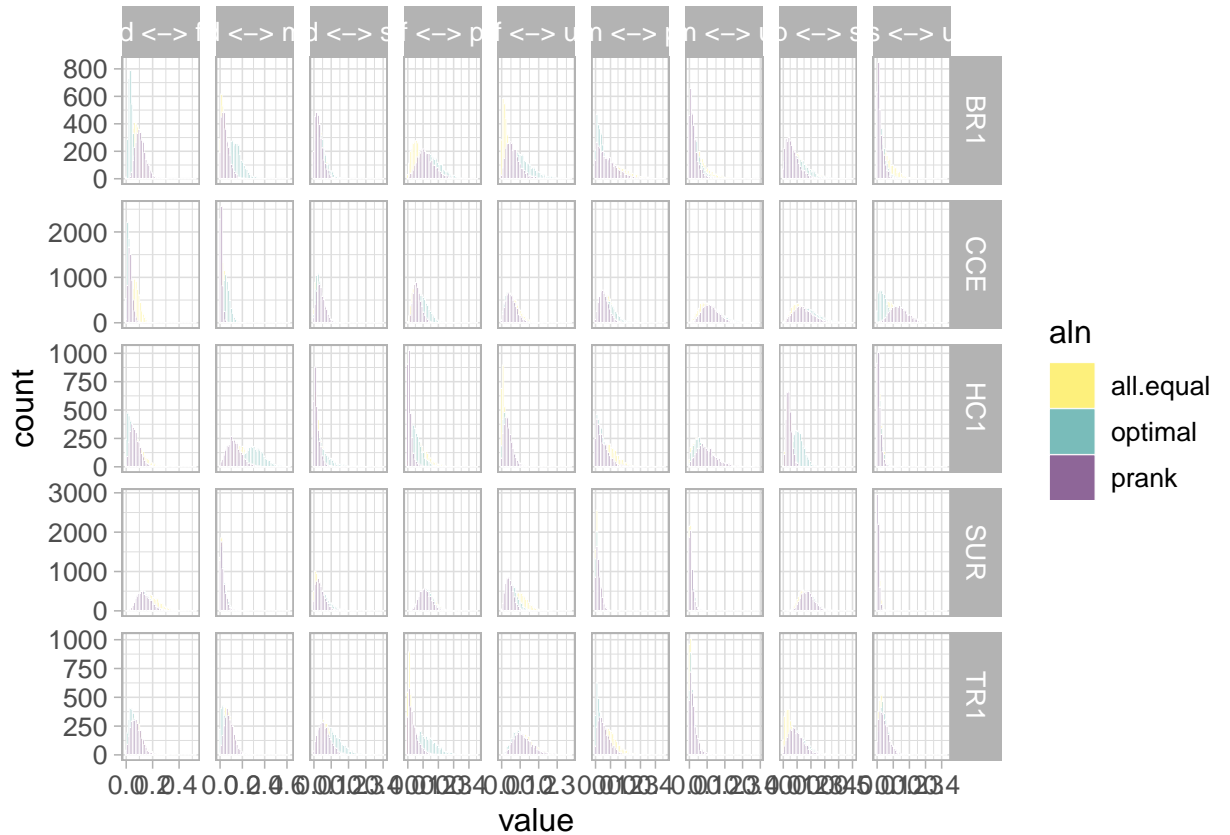 d <-> f
d <-> n
d <-> s
f <-> p
f <-> u
n <-> p
n <-> u
p <-> s
s <-> u
800
600
400
200
0
BR1
2000
1000
0
CCE
1000
750
500
250
0
HC1
3000
2000
1000
0
SUR
1000
750
500
250
0
TR1
count
value
aln
all.equal
optimal
prank